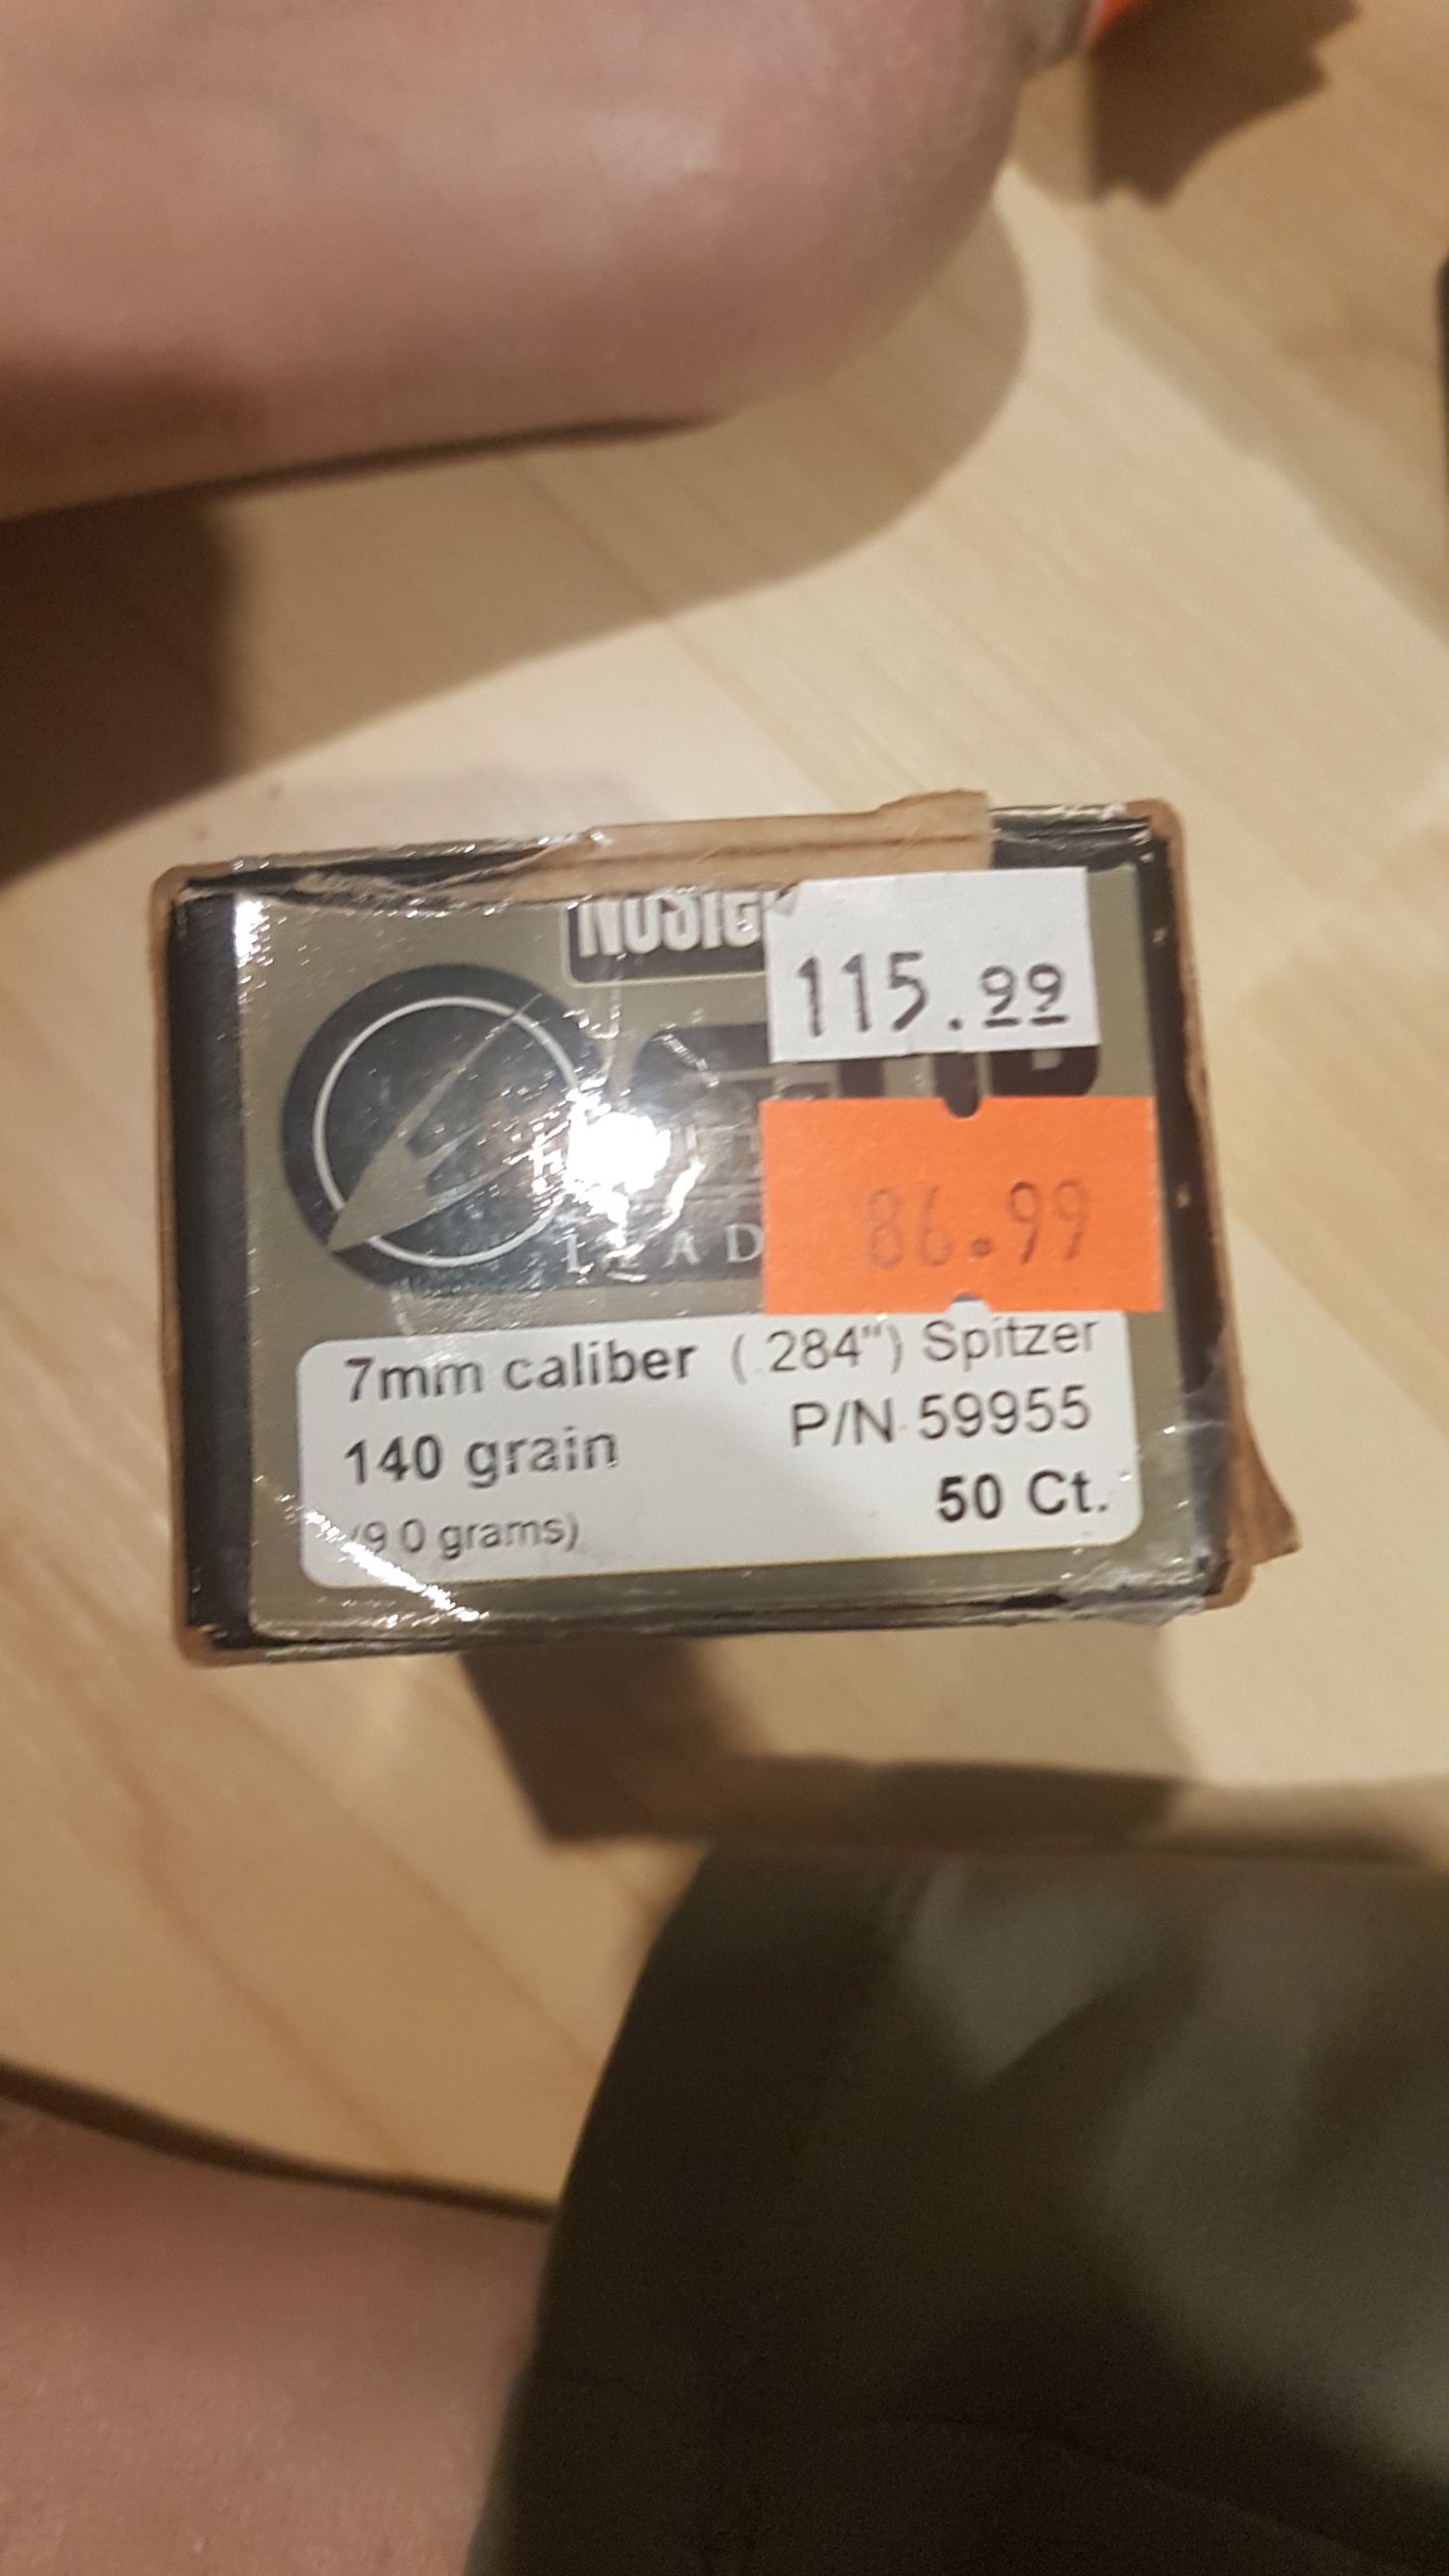 115.99
86.99
7mm caliber (.284") Spitzer
140 grain P/N 59955
(9.0 grams) 50 Ct.